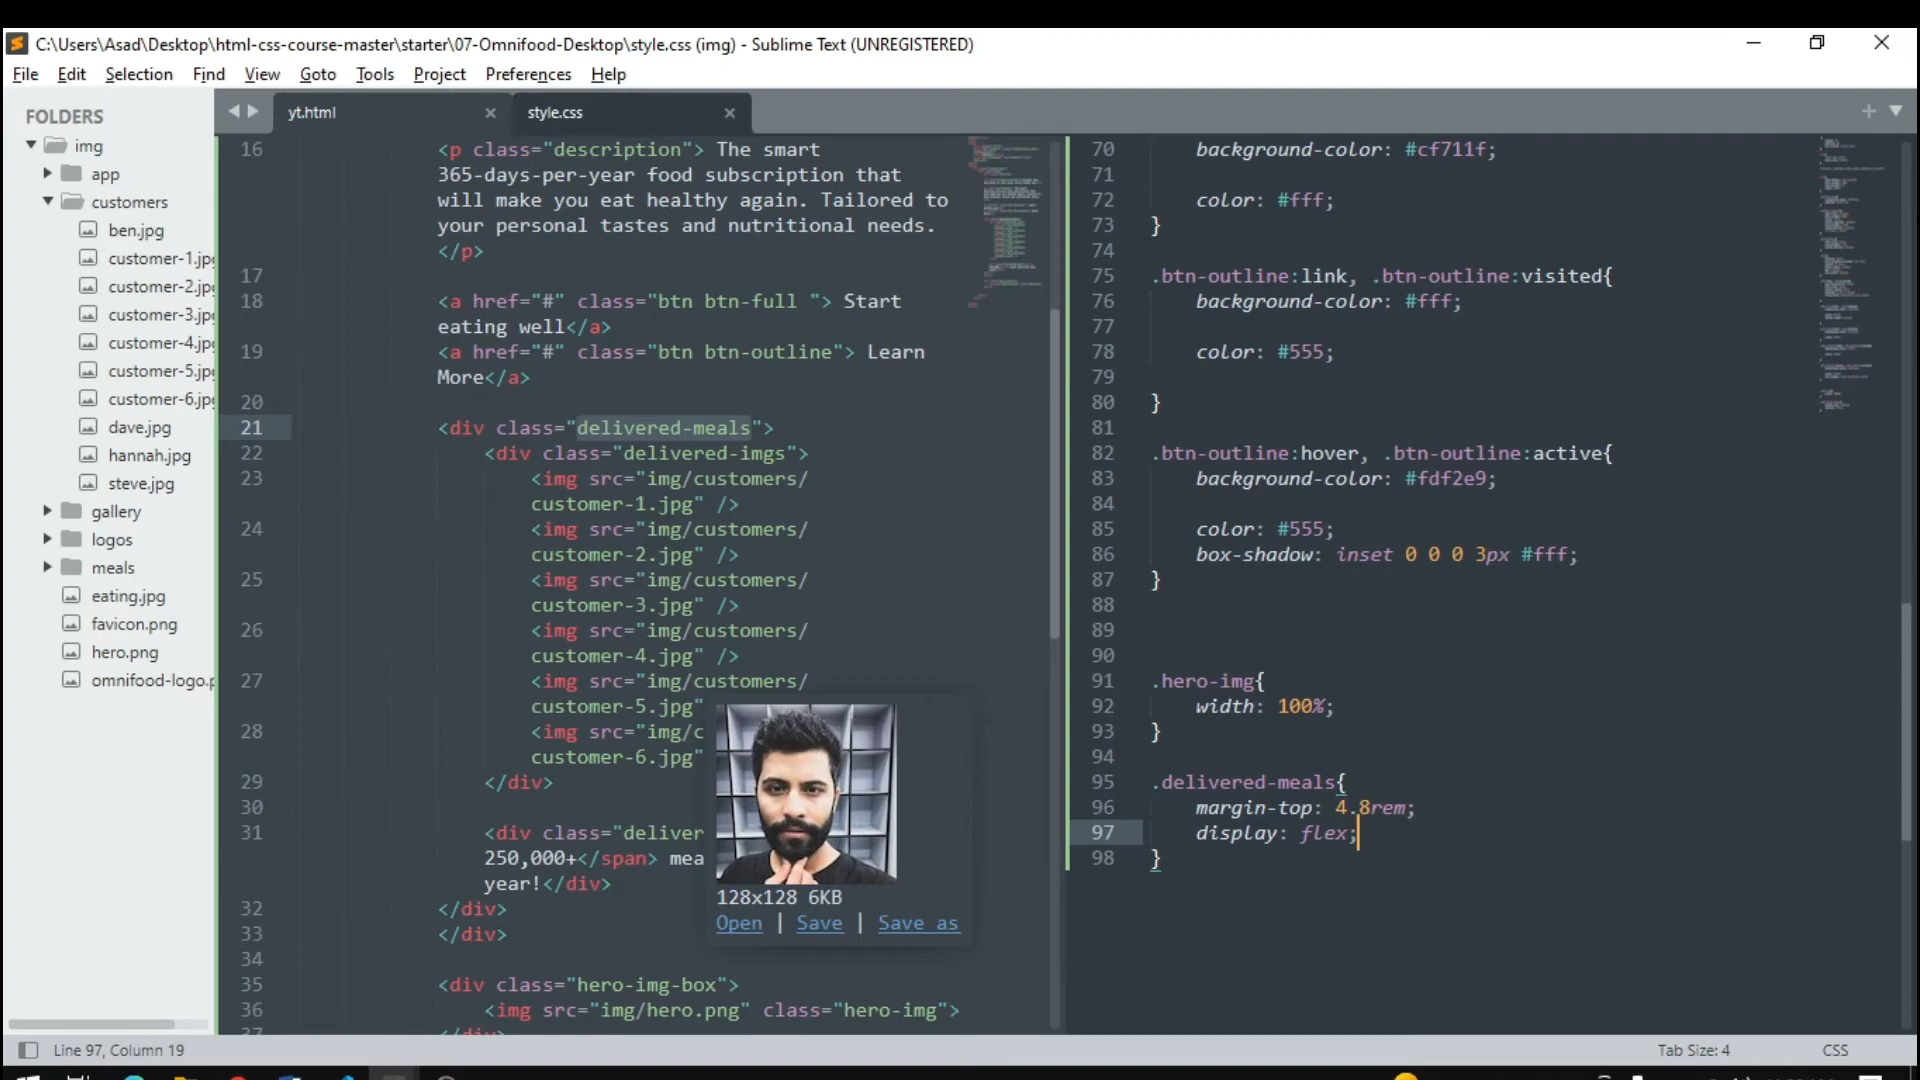 C:\Users\Asad\Desktop\html-css-course-master\starter\07-Omnifood-Desktop\style.css (img) - Sublime Text (UNREGISTERED)
File Edit Selection Find View Goto Tools Project Preferences Help
FOLDERS
img
app
customers
ben.jpg
customer-1.jpg
customer-2.jpg
customer-3.jpg
customer-4.jpg
customer-5.jpg
customer-6.jpg
dave.jpg
hannah.jpg
steve.jpg
gallery
logos
meals
eating.jpg
favicon.png
hero.png
omnifood-logo.p
yt.html
style.css
16 <p class="description"> The smart
365-days-per-year food subscription that
will make you eat healthy again. Tailored to
your personal tastes and nutritional needs.
</p>
17
18 <a href="#" class="btn btn-full "> Start
eating well</a>
19 <a href="#" class="btn btn-outline"> Learn
More</a>
20
21 <div class="delivered-meals">
22 <div class="delivered-imgs">
23 <img src="img/customers/
customer-1.jpg" />
24 <img src="img/customers/
customer-2.jpg" />
25 <img src="img/customers/
customer-3.jpg" />
26 <img src="img/customers/
customer-4.jpg" />
27 <img src="img/customers/
customer-5.jpg"
28 <img src="img/c
customer-6.jpg"
29 </div>
30
31 <div class="deliver
250,000+</span> mea
year!</div>
32 </div>
33 </div>
34
35 <div class="hero-img-box">
36 <img src="img/hero.png" class="hero-img">
37 </div>
128x128 6KB
Open | Save | Save as
70 background-color: #cf711f;
71
72 color: #fff;
73 }
74
75 .btn-outline:link, .btn-outline:visited{
76 background-color: #fff;
77
78 color: #555;
79
80 }
81
82 .btn-outline:hover, .btn-outline:active{
83 background-color: #fdf2e9;
84
85 color: #555;
86 box-shadow: inset 0 0 0 3px #fff;
87 }
88
89
90
91 .hero-img{
92 width: 100%;
93 }
94
95 .delivered-meals{
96 margin-top: 4.8rem;
97 display: flex;
98 }
Line 97, Column 19
Tab Size: 4
CSS